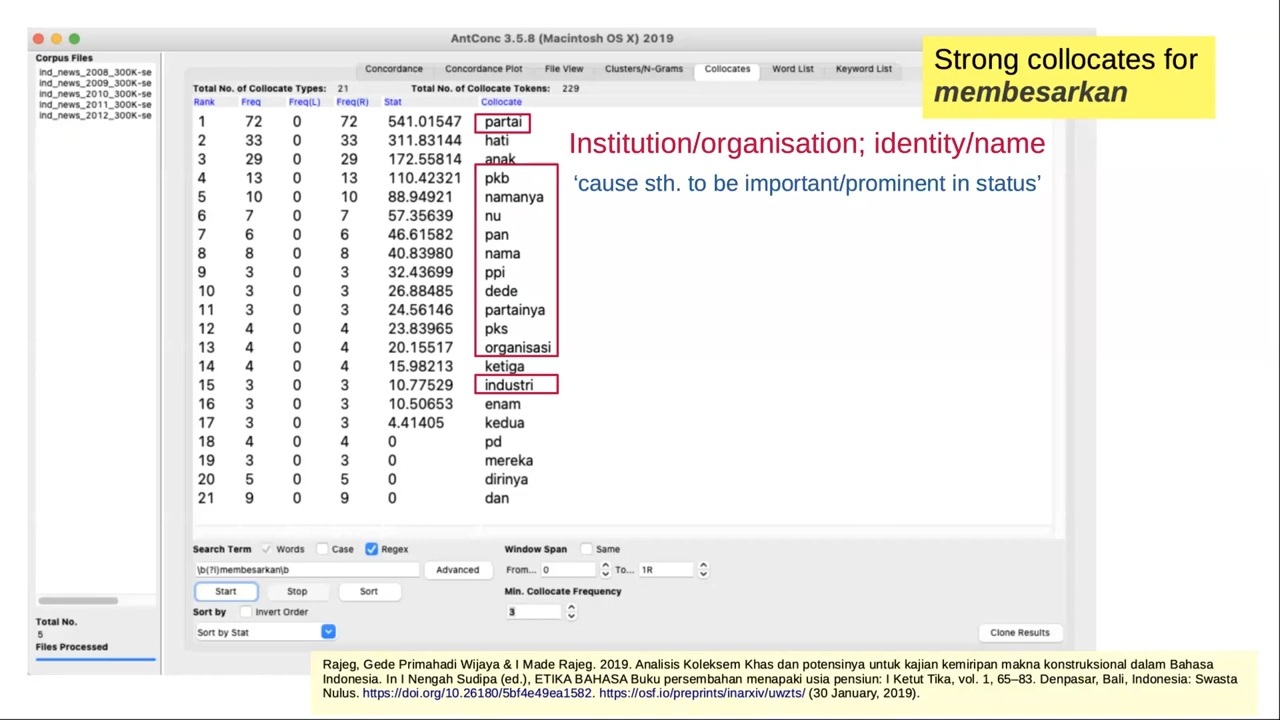 AntConc 3.5.8 (Macintosh OS X) 2019
Strong collocates for
membesarkan
Corpus Files
ind_news_2008_300K-se
ind_news_2009_300K-se
ind_news_2010_300K-se
ind_news_2011_300K-se
ind_news_2012_300K-se
Concordance Concordance Plot File View Clusters/N-Grams Collocates Word List Keyword List
Total No. of Collocate Types: 21 Total No. of Collocate Tokens: 229
Rank Freq Freq(L) Freq(R) Stat Collocate
1 72 0 72 541.01547 partai
2 33 0 33 311.83144 hati
3 29 0 29 172.55814 anak
4 13 0 13 110.42321 pkb
5 10 0 10 88.94921 namanya
6 7 0 7 57.35639 nu
7 6 0 6 46.61582 pan
8 8 0 8 40.83980 nama
9 3 0 3 32.43699 ppi
10 3 0 3 26.88485 dede
11 3 0 3 24.56146 partainya
12 4 0 4 23.83965 pks
13 4 0 4 20.15517 organisasi
14 4 0 4 15.98213 ketiga
15 3 0 3 10.77529 industri
16 3 0 3 10.50653 enam
17 3 0 3 4.41405 kedua
18 4 0 4 0 pd
19 3 0 3 0 mereka
20 5 0 5 0 dirinya
21 9 0 9 0 dan
Institution/organisation; identity/name
‘cause sth. to be important/prominent in status’
Search Term Words Case Regex Window Span Same
\b(?i)membesarkan\b Advanced From... 0 To... 1R
Start Stop Sort Min. Collocate Frequency
Sort by Invert Order 3
Sort by Stat Clone Results
Total No.
5
Files Processed
Rajeg, Gede Primahadi Wijaya & I Made Rajeg. 2019. Analisis Koleksem Khas dan potensinya untuk kajian kemiripan makna konstruksional dalam Bahasa
Indonesia. In I Nengah Sudipa (ed.), ETIKA BAHASA Buku persembahan menapaki usia pensiun: I Ketut Tika, vol. 1, 65–83. Denpasar, Bali, Indonesia: Swasta
Nulus. https://doi.org/10.26180/5bf4e49ea1582. https://osf.io/preprints/inarxiv/uwzts/ (30 January, 2019).